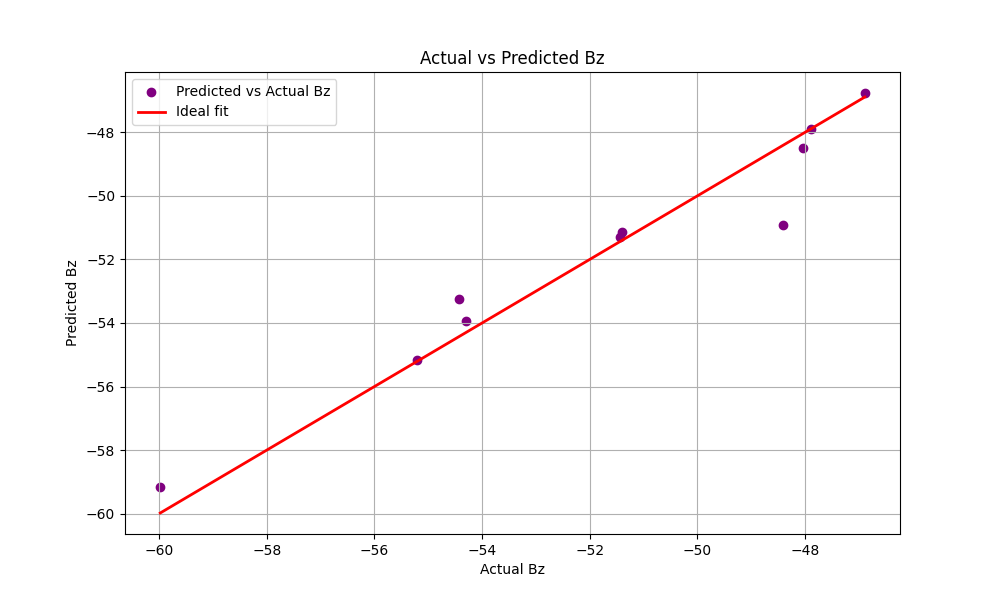 Actual vs Predicted Bz
Predicted vs Actual Bz
Ideal fit
−48
−50
−52
−54
−56
−58
−60
Predicted Bz
−60
−58
−56
−54
−52
−50
−48
Actual Bz